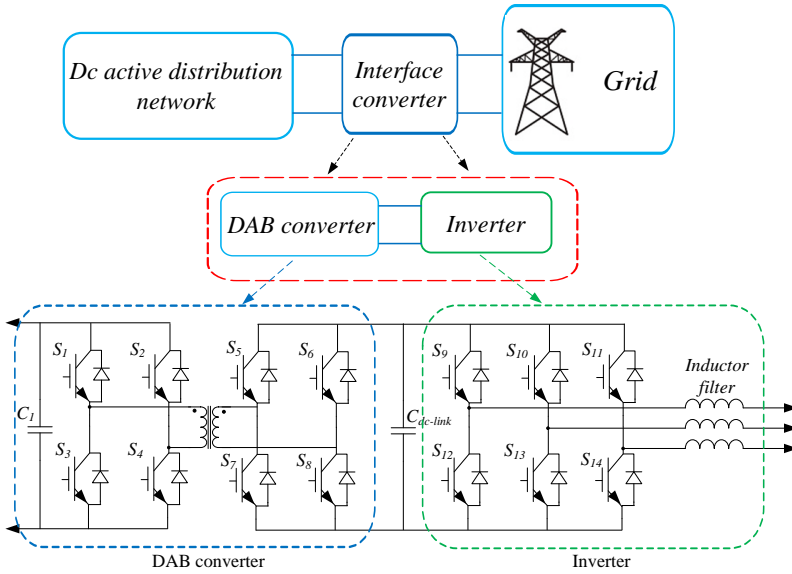 Dc active distribution
network
Interface
converter
Grid
DAB converter
Inverter
S1
S2
S5
S6
S9
S10
S11
Inductor
filter
C1
Cdc-link
S3
S4
S7
S8
S12
S13
S14
DAB converter
Inverter